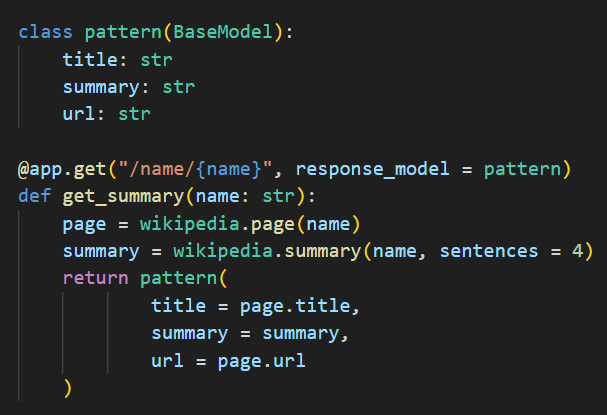 class pattern(BaseModel):
    title: str
    summary: str
    url: str

@app.get("/name/{name}", response_model = pattern)
def get_summary(name: str):
    page = wikipedia.page(name)
    summary = wikipedia.summary(name, sentences = 4)
    return pattern(
            title = page.title,
            summary = summary,
            url = page.url
    )